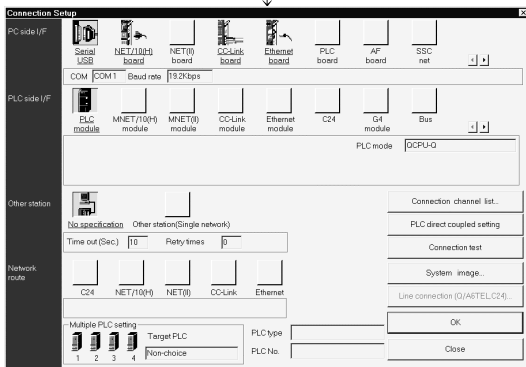 Connection Setup
PC side I/F
Serial USB
NET/10(H) board
NET(II) board
CC-Link board
Ethernet board
PLC board
AF board
SSC net
COM COM1 Baud rate 19.2Kbps
PLC side I/F
PLC module
MNET/10(H) module
MNET(II) module
CC-Link module
Ethernet module
C24
G4 module
Bus
PLC mode QCPU-Q
Other station
No specification
Other station(Single network)
Time out (Sec.) 10 Retry times 0
Connection channel list...
PLC direct coupled setting
Connection test
Network route
C24
NET/10(H)
NET(II)
CC-Link
Ethernet
System image...
Line connection (Q/A6TEL,C24)...
Multiple PLC setting
1 2 3 4
Target PLC
Non-choice
PLC type
PLC No.
OK
Close